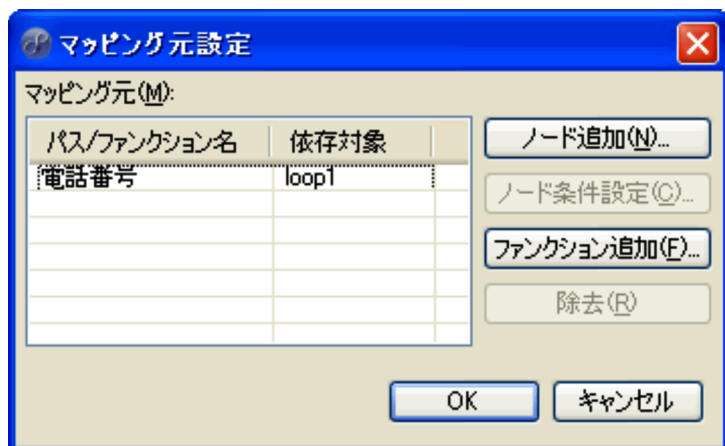 マッピング元設定
マッピング元(M):
パス/ファンクション名 依存対象
電話番号 loop1
ノード追加(N)...
ノード条件設定(C)...
ファンクション追加(F)...
除去(R)
OK キャンセル